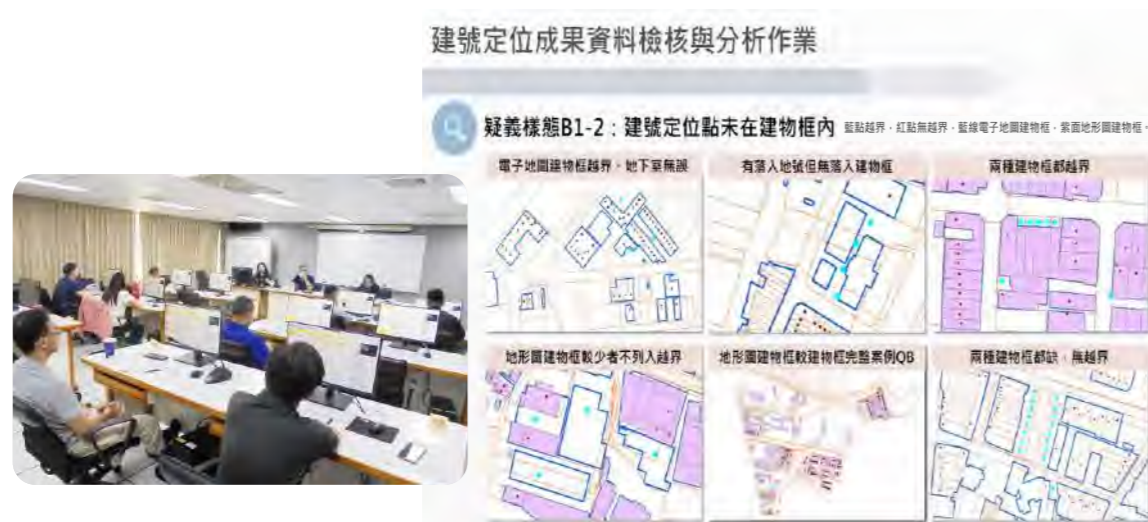 建號定位成果資料檢核與分析作業
疑義樣態B1-2：建號定位點未在建物框內
藍點越界、紅點無越界、藍線電子地圖建物框、紫面地形圖建物框。
電子地圖建物框越界、地下室無誤
有落入地號但無落入建物框
兩種建物框都越界
地形圖建物框較少者不列入越界
地形圖建物框較建物框完整案例QB
兩種建物框都缺、無越界